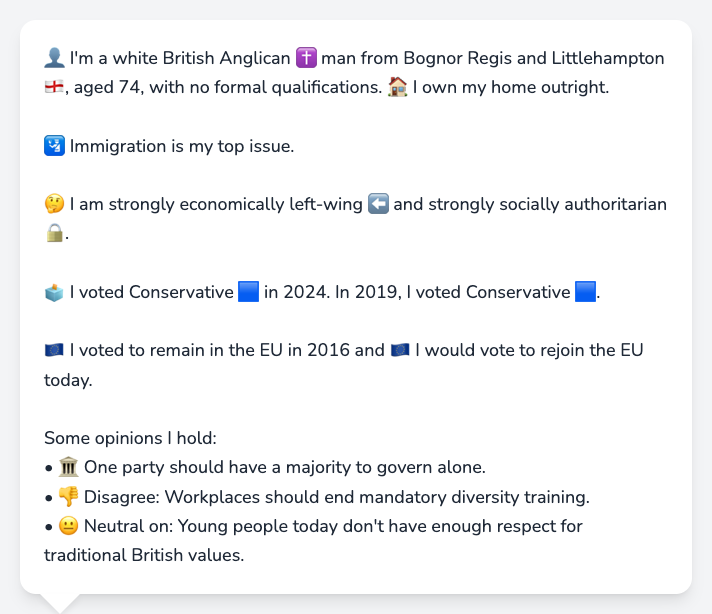 👤 I'm a white British Anglican ✝️ man from Bognor Regis and Littlehampton
🏴󠁧󠁢󠁥󠁮󠁧󠁿, aged 74, with no formal qualifications. 🏠 I own my home outright.
🛂 Immigration is my top issue.
🤔 I am strongly economically left-wing ⬅️ and strongly socially authoritarian
🔒.
🗳️ I voted Conservative 🟦 in 2024. In 2019, I voted Conservative 🟦.
🇪🇺 I voted to remain in the EU in 2016 and 🇪🇺 I would vote to rejoin the EU
today.
Some opinions I hold:
• 🏛️ One party should have a majority to govern alone.
• 👎 Disagree: Workplaces should end mandatory diversity training.
• 😐 Neutral on: Young people today don't have enough respect for
traditional British values.